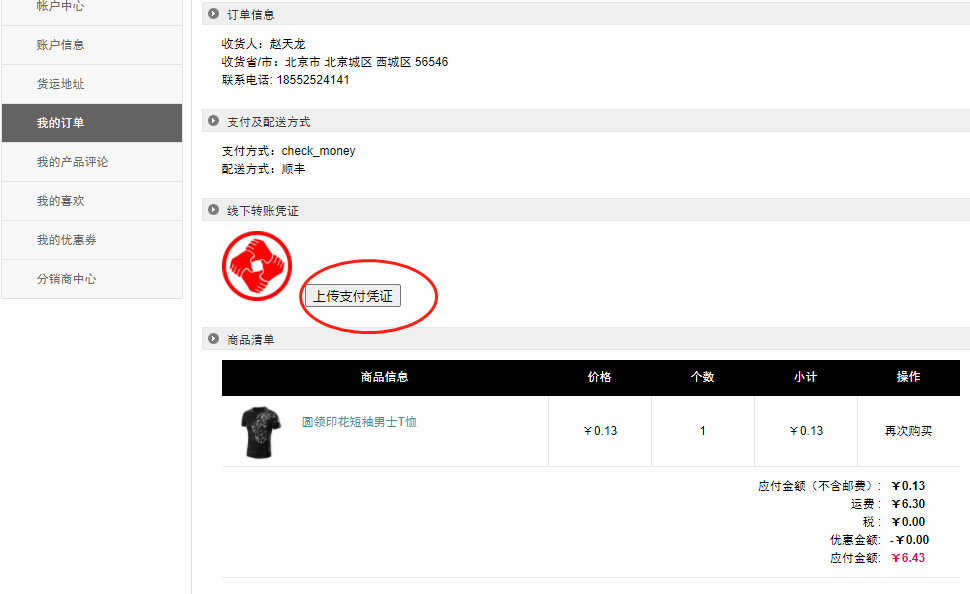 帐户中心
账户信息
货运地址
我的订单
我的产品评论
我的喜欢
我的优惠券
分销商中心
订单信息
收货人：赵天龙
收货省/市：北京市 北京城区 西城区 56546
联系电话: 18552524141
支付及配送方式
支付方式：check_money
配送方式：顺丰
线下转账凭证
上传支付凭证
商品清单
商品信息 价格 个数 小计 操作
圆领印花短袖男士T恤
￥0.13 1 ￥0.13 再次购买
应付金额（不含邮费）: ￥0.13
运费 : ￥6.30
税 : ￥0.00
优惠金额: -￥0.00
应付金额: ￥6.43